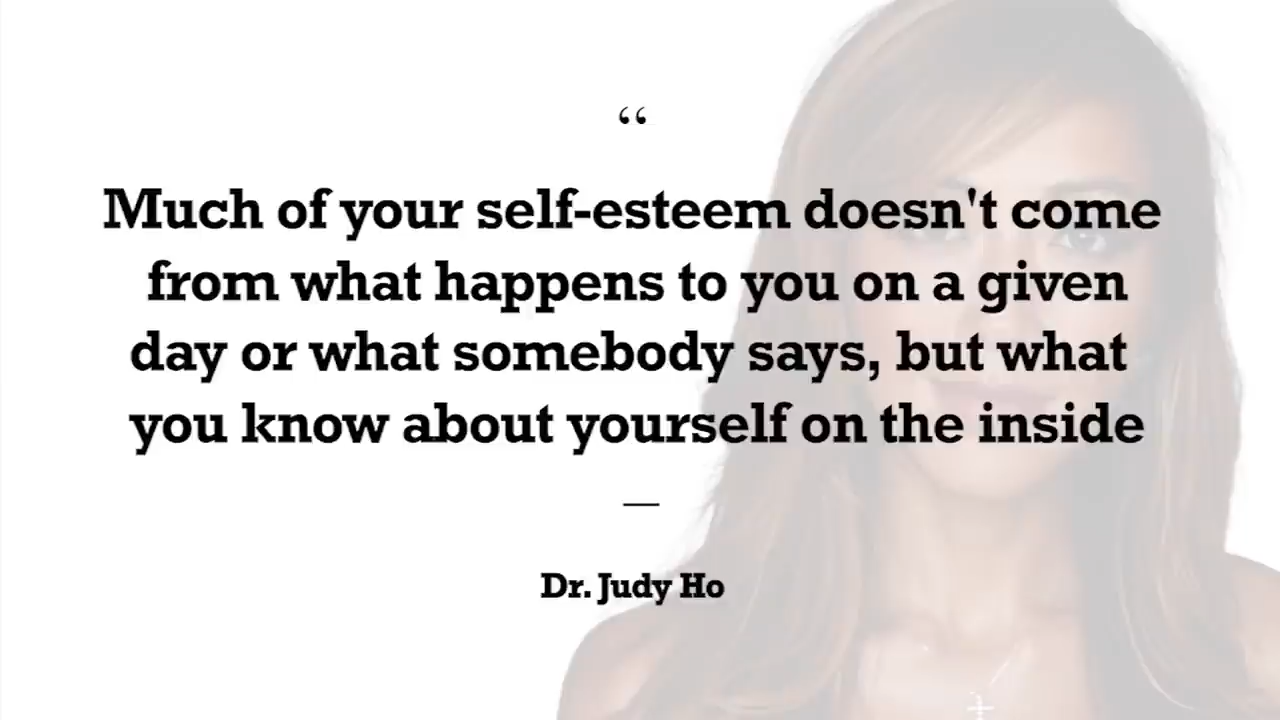 “
Much of your self-esteem doesn't come
from what happens to you on a given
day or what somebody says, but what
you know about yourself on the inside
—
Dr. Judy Ho